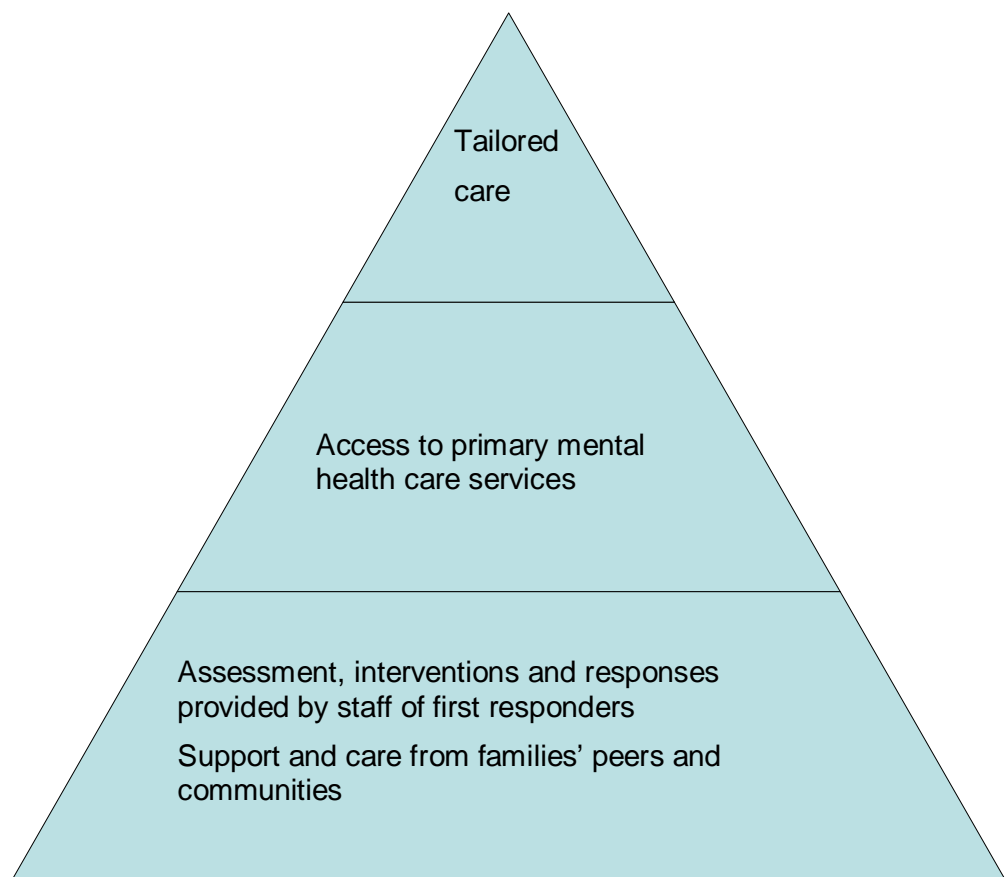 Tailored
care
Access to primary mental
health care services
Assessment, interventions and responses
provided by staff of first responders
Support and care from families’ peers and
communities